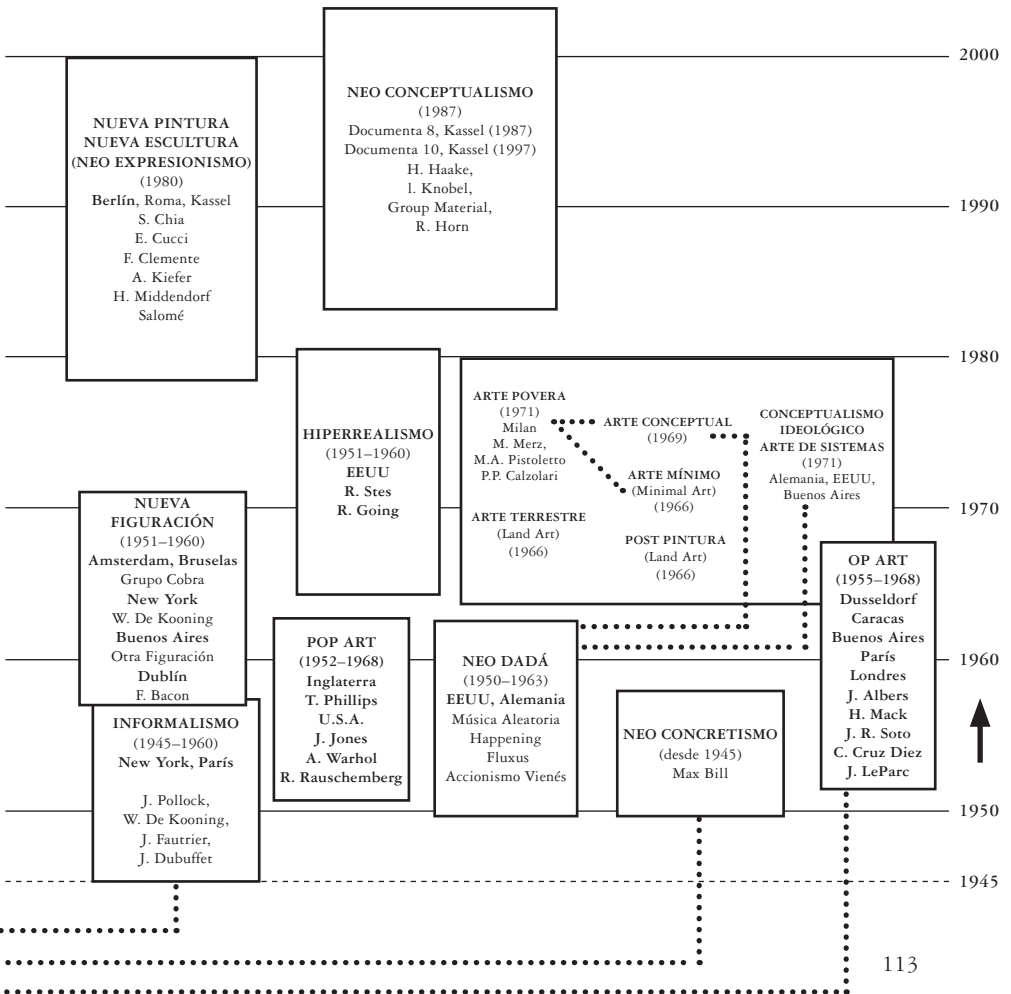 2000
NEO CONCEPTUALISMO
(1987)
Documenta 8, Kassel (1987)
Documenta 10, Kassel (1997)
H. Haake,
l. Knobel,
Group Material,
R. Horn
NUEVA PINTURA
NUEVA ESCULTURA
(NEO EXPRESIONISMO)
(1980)
Berlín, Roma, Kassel
S. Chia
E. Cucci
F. Clemente
A. Kiefer
H. Middendorf
Salomé
1990
1980
HIPERREALISMO
(1951–1960)
EEUU
R. Stes
R. Going
ARTE POVERA
(1971)
Milan
M. Merz,
M.A. Pistoletto
P.P. Calzolari
ARTE CONCEPTUAL
(1969)
ARTE MÍNIMO
(Minimal Art)
(1966)
CONCEPTUALISMO
IDEOLÓGICO
ARTE DE SISTEMAS
(1971)
Alemania, EEUU,
Buenos Aires
ARTE TERRESTRE
(Land Art)
(1966)
POST PINTURA
(Land Art)
(1966)
1970
NUEVA
FIGURACIÓN
(1951–1960)
Amsterdam, Bruselas
Grupo Cobra
New York
W. De Kooning
Buenos Aires
Otra Figuración
Dublín
F. Bacon
OP ART
(1955–1968)
Dusseldorf
Caracas
Buenos Aires
París
Londres
J. Albers
H. Mack
J. R. Soto
C. Cruz Diez
J. LeParc
POP ART
(1952–1968)
Inglaterra
T. Phillips
U.S.A.
J. Jones
A. Warhol
R. Rauschemberg
NEO DADÁ
(1950–1963)
EEUU, Alemania
Música Aleatoria
Happening
Fluxus
Accionismo Vienés
1960
NEO CONCRETISMO
(desde 1945)
Max Bill
INFORMALISMO
(1945–1960)
New York, París
J. Pollock,
W. De Kooning,
J. Fautrier,
J. Dubuffet
1950
1945
113